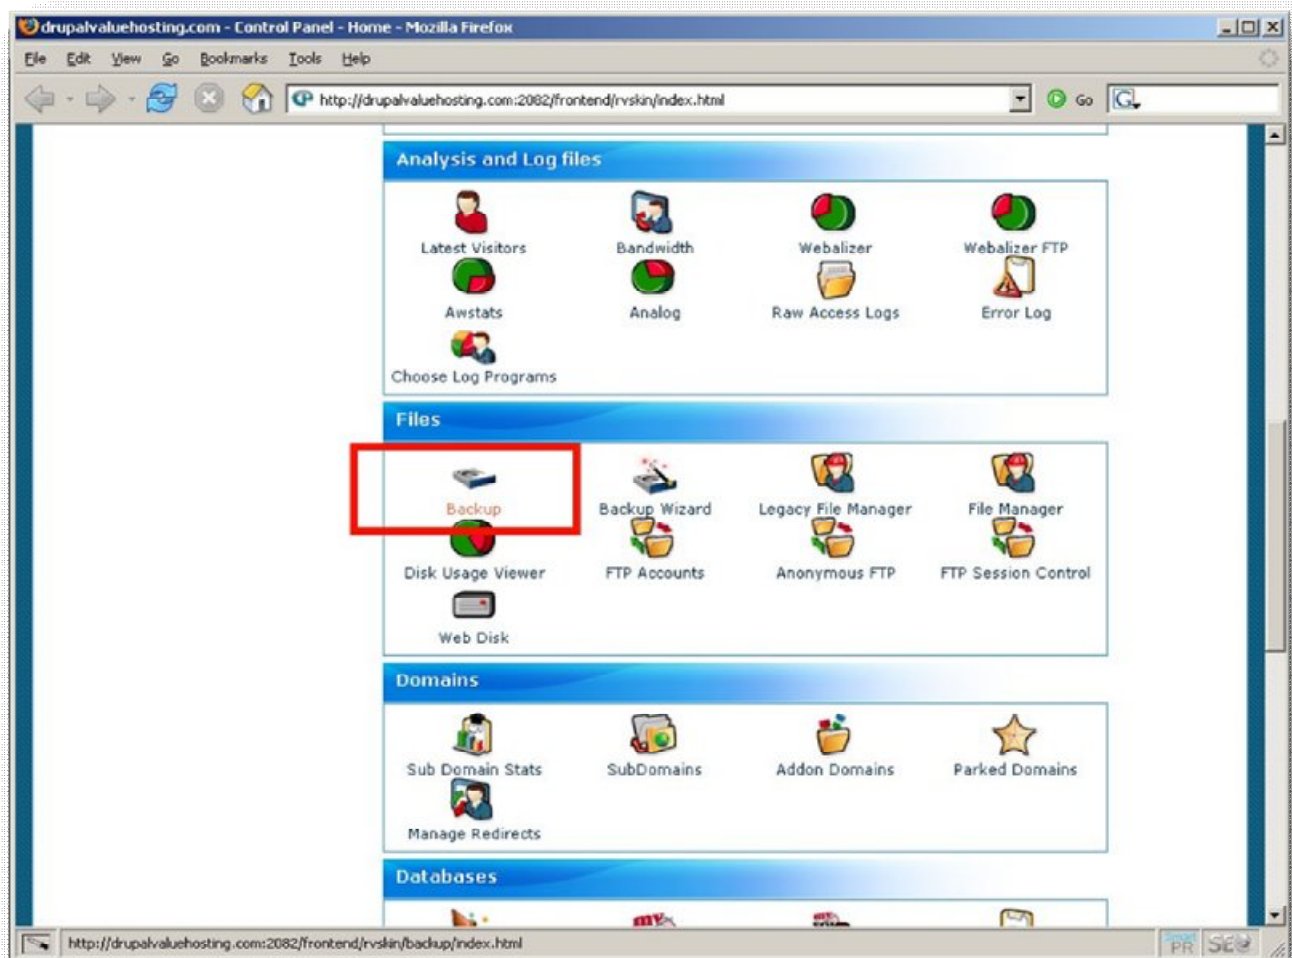 drupalvaluehosting.com - Control Panel - Home - Mozilla Firefox
File Edit View Go Bookmarks Tools Help
http://drupalvaluehosting.com:2082/frontend/rvskin/index.html Go G
Analysis and Log files
Latest Visitors Bandwidth Webalizer Webalizer FTP
Awstats Analog Raw Access Logs Error Log
Choose Log Programs
Files
Backup Backup Wizard Legacy File Manager File Manager
Disk Usage Viewer FTP Accounts Anonymous FTP FTP Session Control
Web Disk
Domains
Sub Domain Stats SubDomains Addon Domains Parked Domains
Manage Redirects
Databases
http://drupalvaluehosting.com:2082/frontend/rvskin/backup/index.html PR SEO